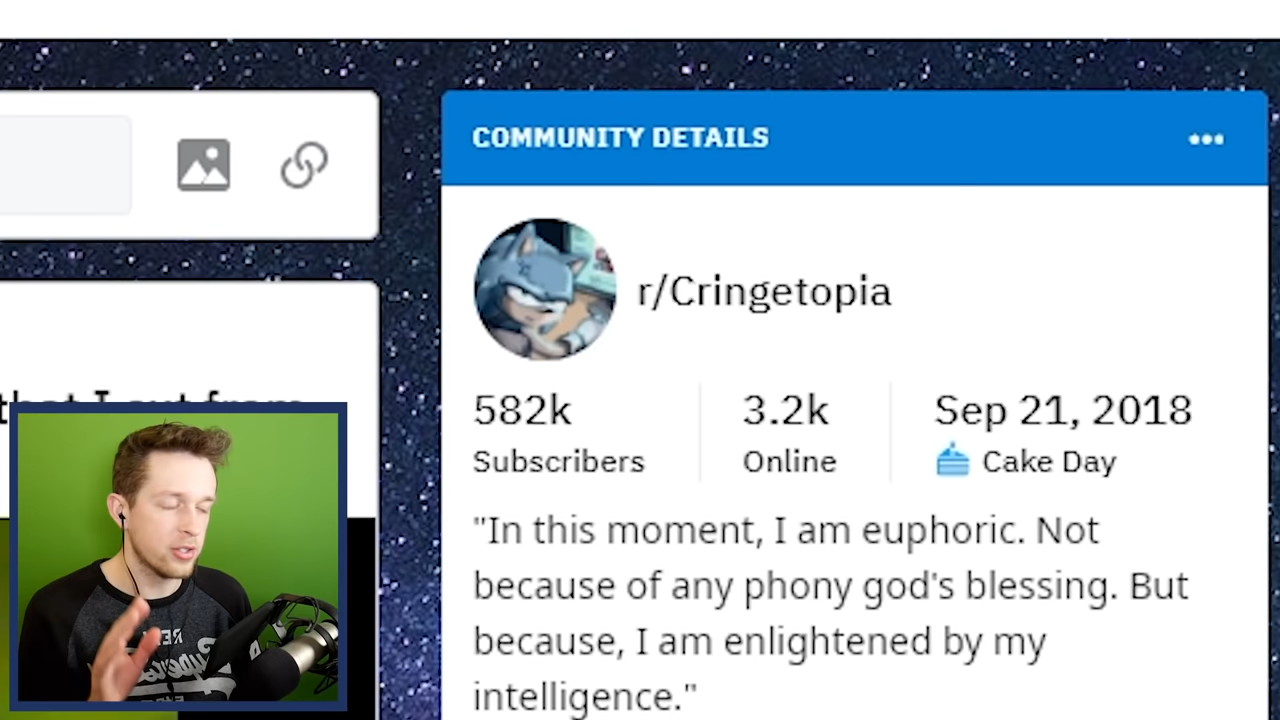 COMMUNITY DETAILS
r/Cringetopia
582k
3.2k
Sep 21, 2018
Subscribers
Online
Cake Day
that I
"In this moment, I am euphoric. Not
because of any phony god's blessing. But
because, I am enlightened by my
intelligence."